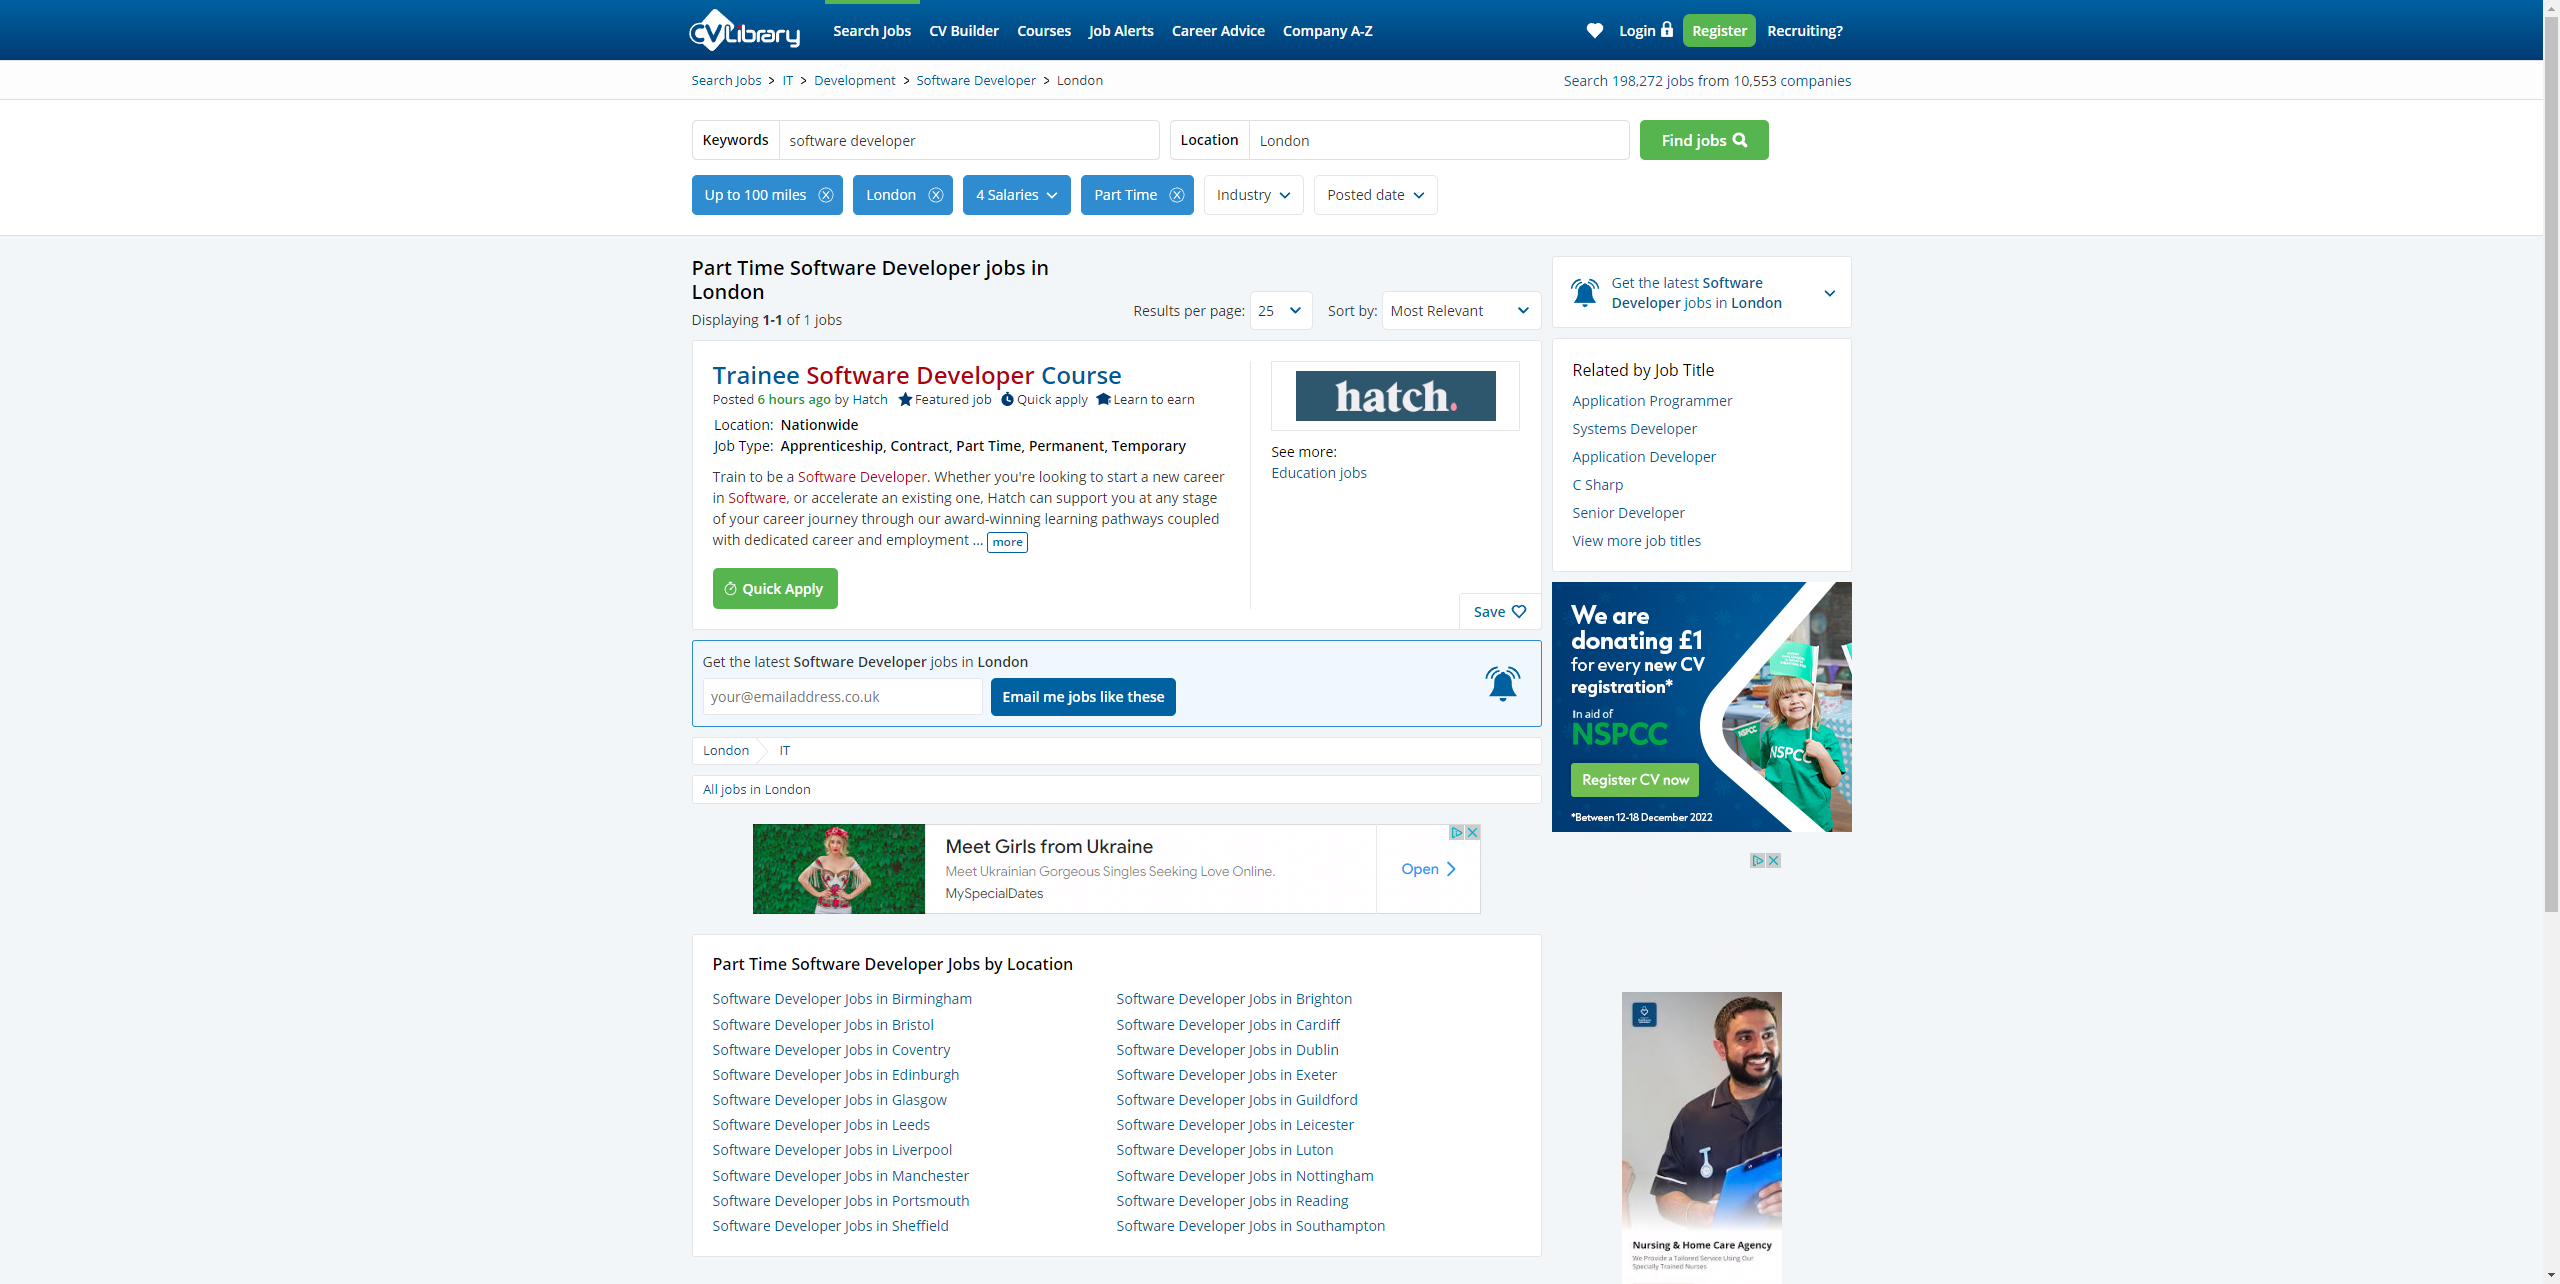 CVLibrary
Search Jobs CV Builder Courses Job Alerts Career Advice Company A-Z Login Register Recruiting?
Search Jobs > IT > Development > Software Developer > London
Search 198,272 jobs from 10,553 companies
Keywords software developer Location London Find jobs
Up to 100 miles London 4 Salaries Part Time Industry Posted date
Part Time Software Developer jobs in
London
Displaying 1-1 of 1 jobs
Results per page: 25 Sort by: Most Relevant
Trainee Software Developer Course
Posted 6 hours ago by Hatch Featured job Quick apply Learn to earn
Location: Nationwide
Job Type: Apprenticeship, Contract, Part Time, Permanent, Temporary
Train to be a Software Developer. Whether you're looking to start a new career
in Software, or accelerate an existing one, Hatch can support you at any stage
of your career journey through our award-winning learning pathways coupled
with dedicated career and employment ... more
Quick Apply
hatch.
See more:
Education jobs
Save
Get the latest Software Developer jobs in London
your@emailaddress.co.uk Email me jobs like these
London IT
All jobs in London
Meet Girls from Ukraine
Meet Ukrainian Gorgeous Singles Seeking Love Online.
MySpecialDates
Open
Part Time Software Developer Jobs by Location
Software Developer Jobs in Birmingham
Software Developer Jobs in Bristol
Software Developer Jobs in Coventry
Software Developer Jobs in Edinburgh
Software Developer Jobs in Glasgow
Software Developer Jobs in Leeds
Software Developer Jobs in Liverpool
Software Developer Jobs in Manchester
Software Developer Jobs in Portsmouth
Software Developer Jobs in Sheffield
Software Developer Jobs in Brighton
Software Developer Jobs in Cardiff
Software Developer Jobs in Dublin
Software Developer Jobs in Exeter
Software Developer Jobs in Guildford
Software Developer Jobs in Leicester
Software Developer Jobs in Luton
Software Developer Jobs in Nottingham
Software Developer Jobs in Reading
Software Developer Jobs in Southampton
Get the latest Software
Developer jobs in London
Related by Job Title
Application Programmer
Systems Developer
Application Developer
C Sharp
Senior Developer
View more job titles
We are
donating £1
for every new CV
registration*
In aid of
NSPCC
Register CV now
*Between 12-18 December 2022
NSPCC
NSPCC
Nursing & Home Care Agency
We Provide a Tailored Service Using Our
Specially Trained Nurses